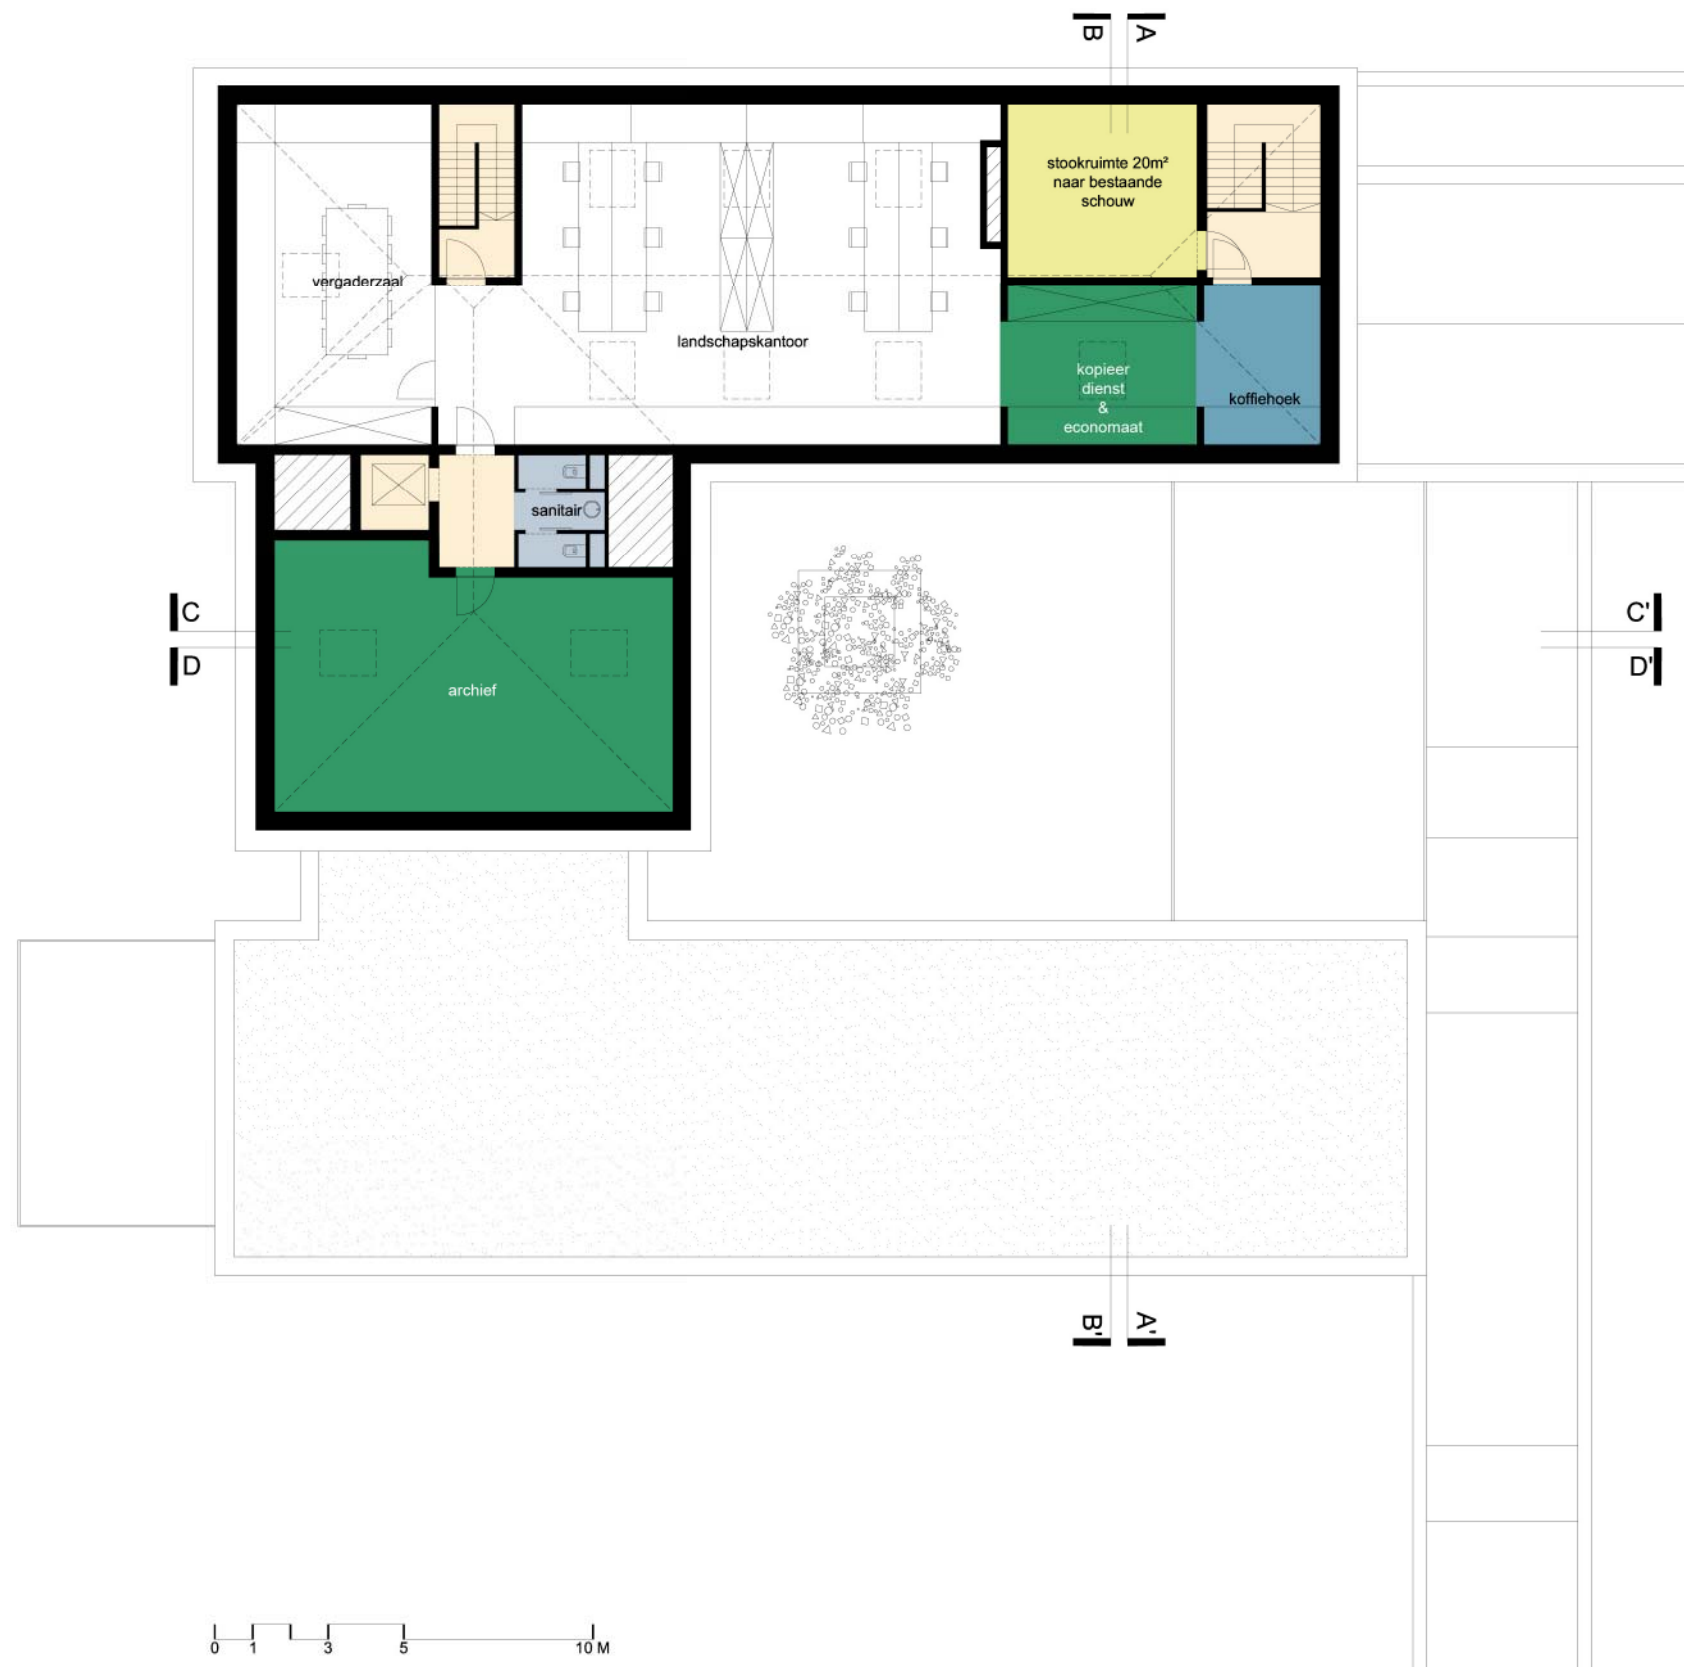 B A
stookruimte 20m²
naar bestaande
schouw
vergaderzaal
landschapskantoor
kopieer
dienst
&
economaat
koffiehoek
sanitair
C
D
C'
D'
archief
B' A'
0 1 3 5 10 M